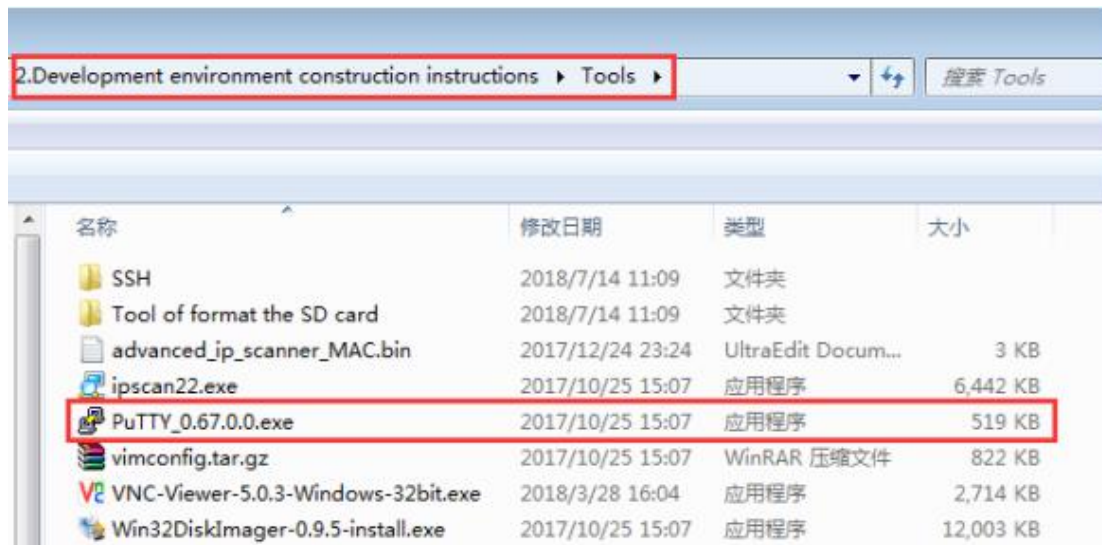 2.Development environment construction instructions ▸ Tools ▸ 搜索 Tools
名称 修改日期 类型 大小
SSH 2018/7/14 11:09 文件夹
Tool of format the SD card 2018/7/14 11:09 文件夹
advanced_ip_scanner_MAC.bin 2017/12/24 23:24 UltraEdit Docum... 3 KB
ipscan22.exe 2017/10/25 15:07 应用程序 6,442 KB
PuTTY_0.67.0.0.exe 2017/10/25 15:07 应用程序 519 KB
vimconfig.tar.gz 2017/10/25 15:07 WinRAR 压缩文件 822 KB
VNC-Viewer-5.0.3-Windows-32bit.exe 2018/3/28 16:04 应用程序 2,714 KB
Win32DiskImager-0.9.5-install.exe 2017/10/25 15:07 应用程序 12,003 KB